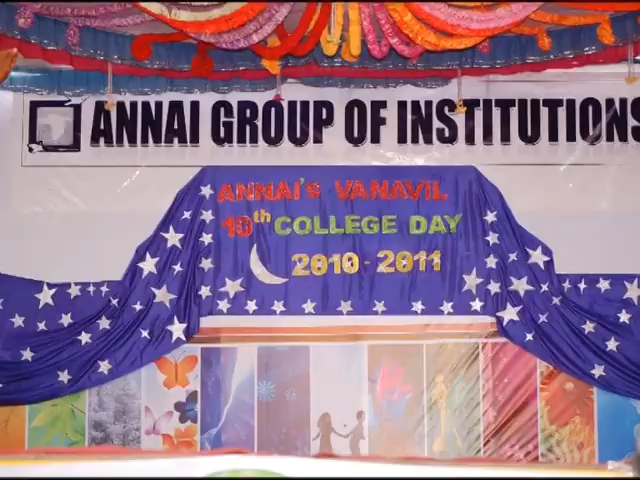 ANNAI GROUP OF INSTITUTIONS
ANNAI's VANAVIL
10th COLLEGE DAY
2010-2011